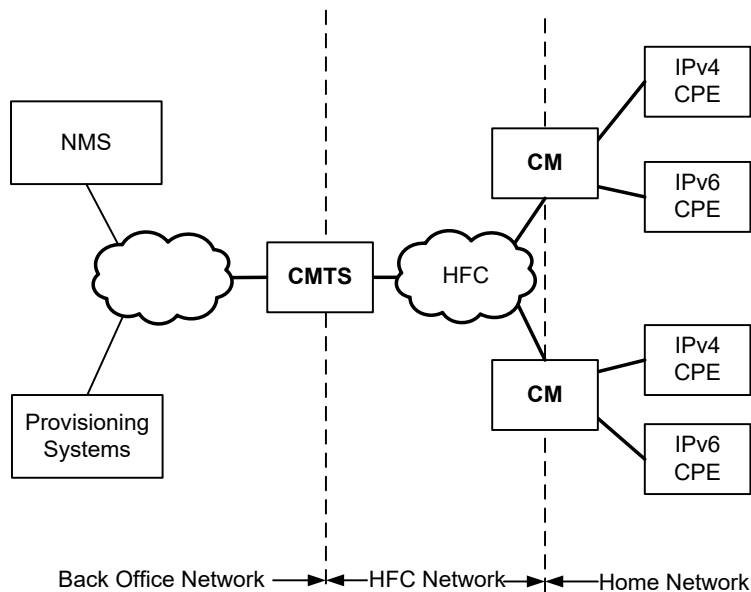 NMS
Provisioning
Systems
CMTS
HFC
CM
CM
IPv4
CPE
IPv6
CPE
IPv4
CPE
IPv6
CPE
Back Office Network
HFC Network
Home Network